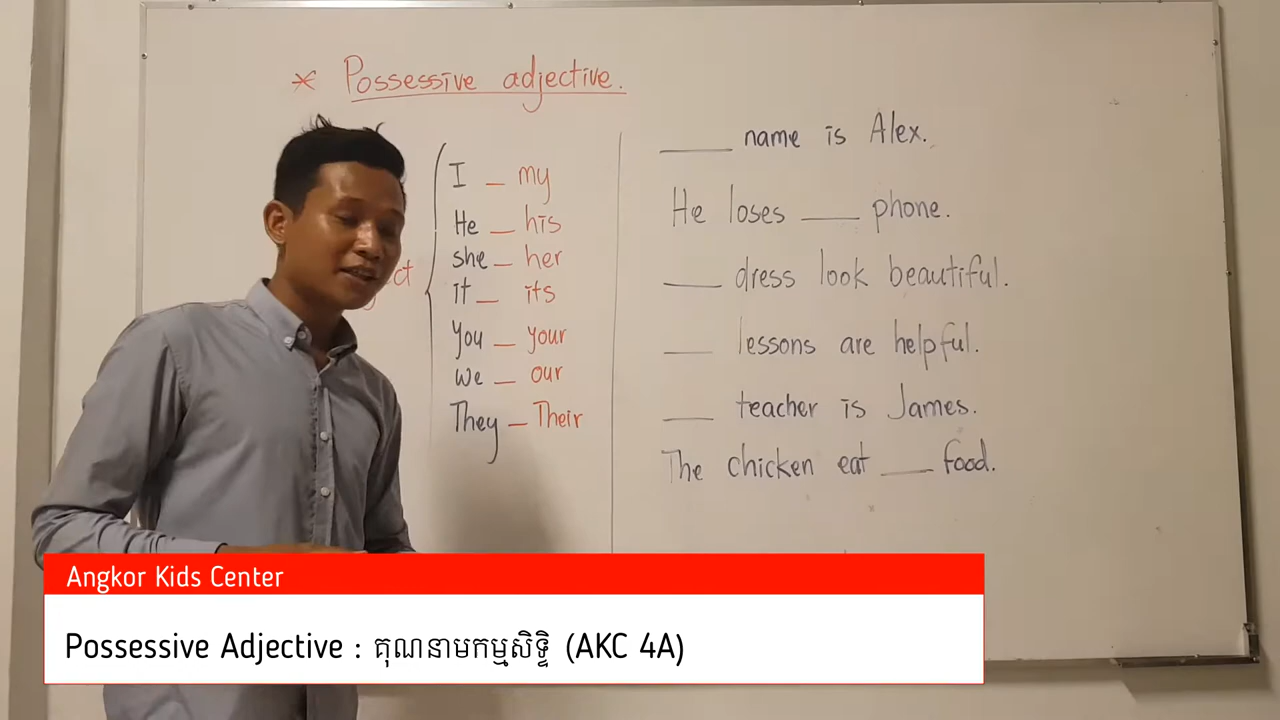 * Possessive adjective.
I _ my
He _ his
she _ her
it _ its
You _ your
we _ our
They _ Their
____ name is Alex.
He loses ____ phone.
____ dress look beautiful.
____ lessons are helpful.
____ teacher is James.
The chicken eat ____ food.
Angkor Kids Center
Possessive Adjective : គុណនាមកម្មសិទ្ធិ (AKC 4A)